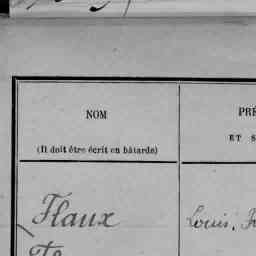 NOM
PRÉ
(Il doit être écrit en bâtarde)
ET S
Flaux
Louis, F